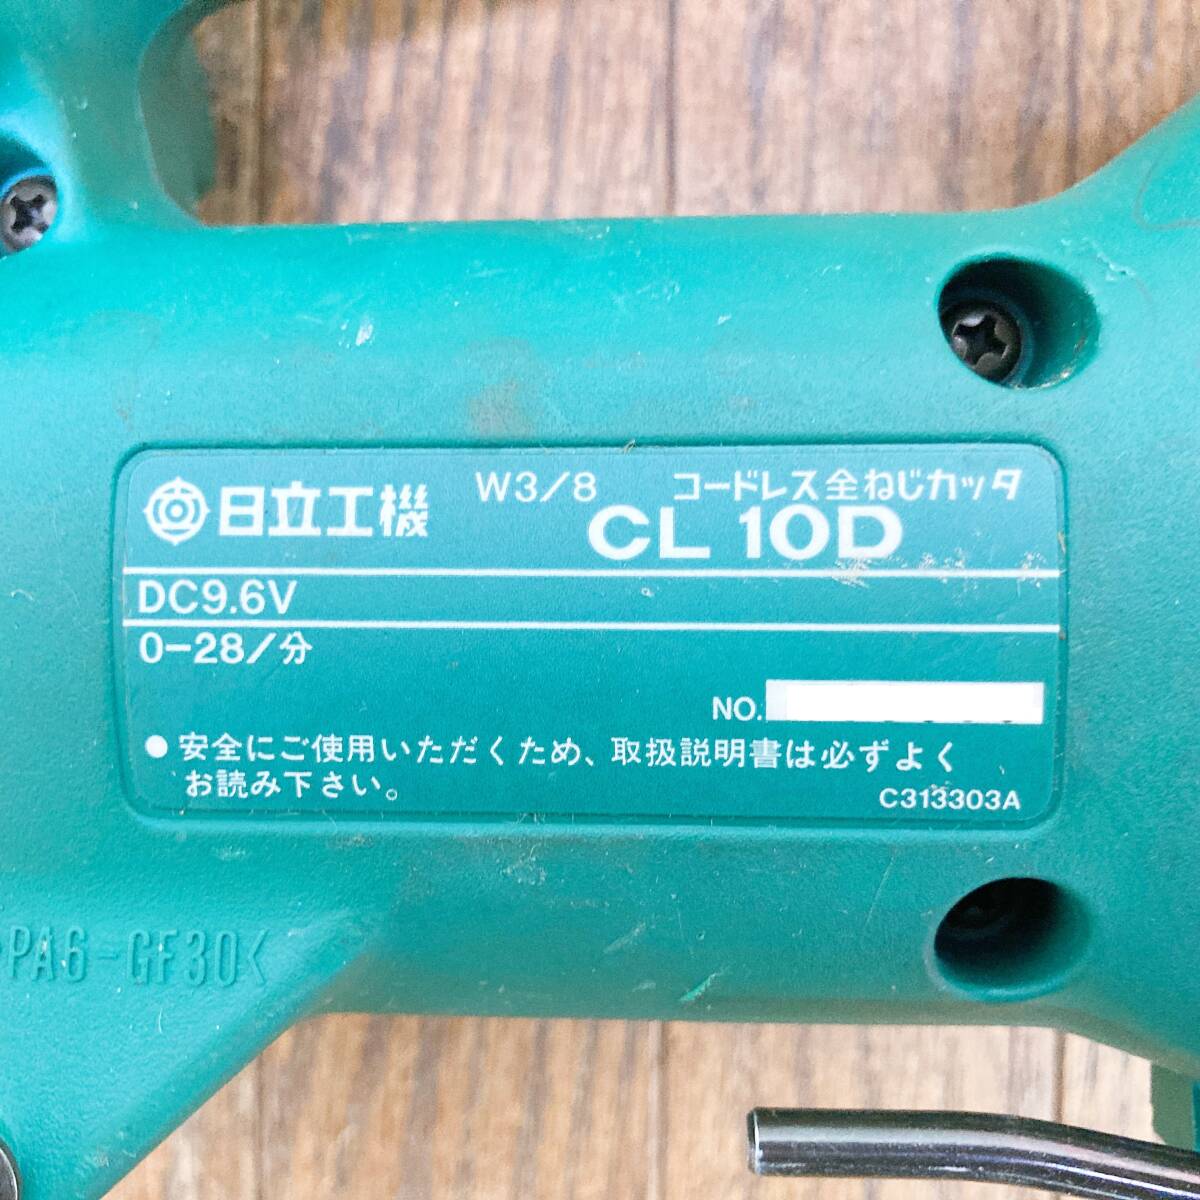 日立工機
W3/8 コードレス全ねじカッタ
CL 10D
DC9.6V
0-28/分
NO.
● 安全にご使用いただくため、取扱説明書は必ずよく
お読み下さい。
C313303A
PA6-GF30<